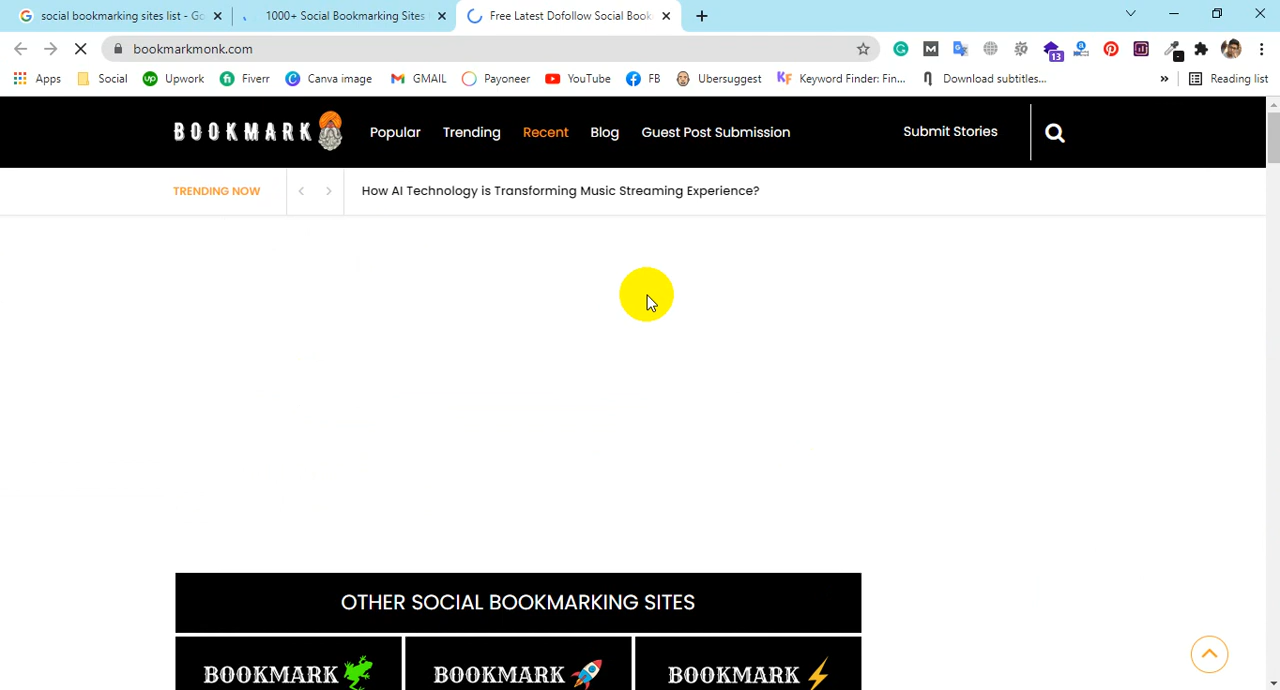 social bookmarking sites list - Go
1000+ Social Bookmarking Sites
Free Latest Dofollow Social Book
bookmarkmonk.com
13
Apps Social Upwork Fiverr Canva image GMAIL Payoneer YouTube FB Ubersuggest Keyword Finder: Fin... Download subtitles... » Reading list
BOOKMARK Popular Trending Recent Blog Guest Post Submission Submit Stories
TRENDING NOW How AI Technology is Transforming Music Streaming Experience?
OTHER SOCIAL BOOKMARKING SITES
BOOKMARK BOOKMARK BOOKMARK